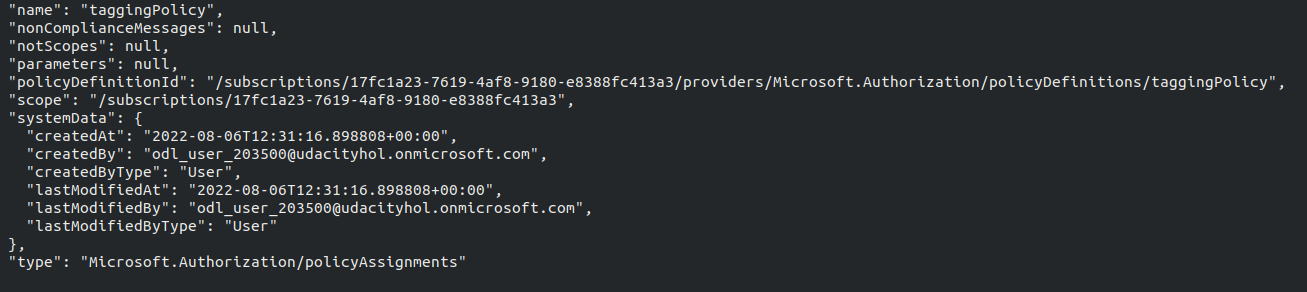 "name": "taggingPolicy",
"nonComplianceMessages": null,
"notScopes": null,
"parameters": null,
"policyDefinitionId": "/subscriptions/17fc1a23-7619-4af8-9180-e8388fc413a3/providers/Microsoft.Authorization/policyDefinitions/taggingPolicy",
"scope": "/subscriptions/17fc1a23-7619-4af8-9180-e8388fc413a3",
"systemData": {
  "createdAt": "2022-08-06T12:31:16.898808+00:00",
  "createdBy": "odl_user_203500@udacityhol.onmicrosoft.com",
  "createdByType": "User",
  "lastModifiedAt": "2022-08-06T12:31:16.898808+00:00",
  "lastModifiedBy": "odl_user_203500@udacityhol.onmicrosoft.com",
  "lastModifiedByType": "User"
},
"type": "Microsoft.Authorization/policyAssignments"